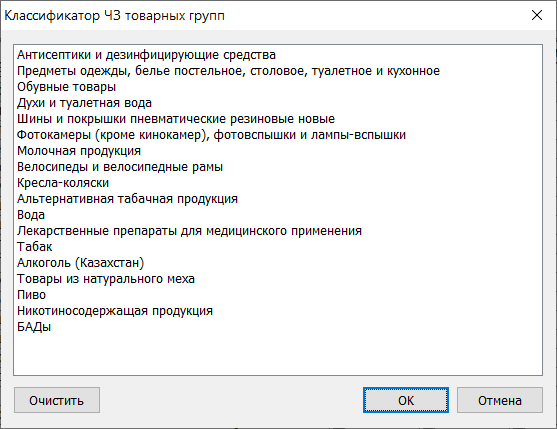 Классификатор ЧЗ товарных групп
Антисептики и дезинфицирующие средства
Предметы одежды, белье постельное, столовое, туалетное и кухонное
Обувные товары
Духи и туалетная вода
Шины и покрышки пневматические резиновые новые
Фотокамеры (кроме кинокамер), фотовспышки и лампы-вспышки
Молочная продукция
Велосипеды и велосипедные рамы
Кресла-коляски
Альтернативная табачная продукция
Вода
Лекарственные препараты для медицинского применения
Табак
Алкоголь (Казахстан)
Товары из натурального меха
Пиво
Никотиносодержащая продукция
БАДы
Очистить
ОК
Отмена